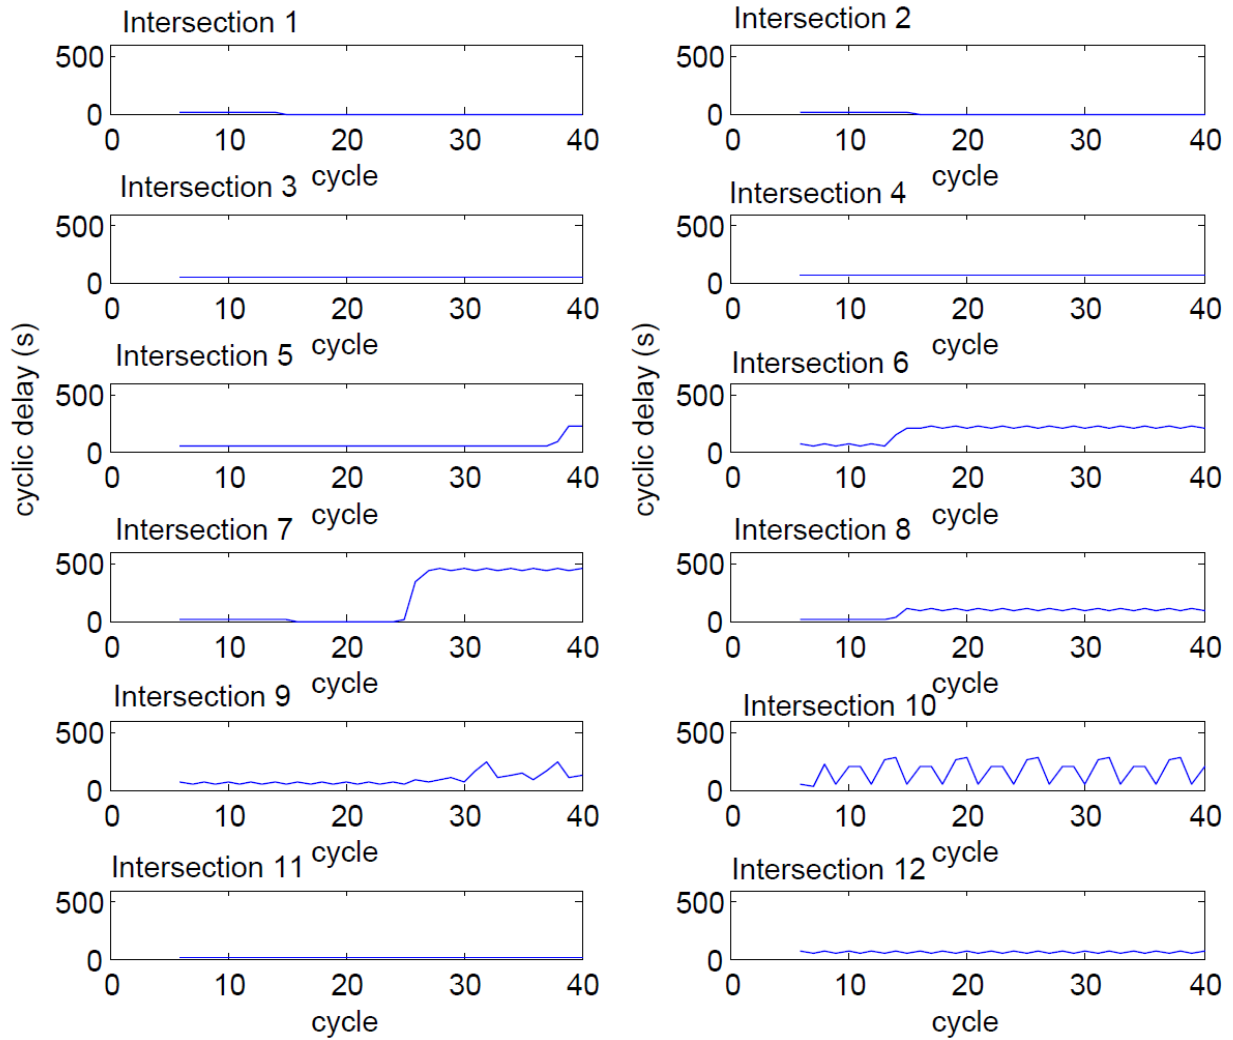 Intersection 1
500
0
0 10 20 30 40
cycle
Intersection 2
500
0
0 10 20 30 40
cycle
Intersection 3
500
0
0 10 20 30 40
cycle
Intersection 4
500
0
0 10 20 30 40
cycle
cyclic delay (s)
Intersection 5
500
0
0 10 20 30 40
cycle
cyclic delay (s)
Intersection 6
500
0
0 10 20 30 40
cycle
Intersection 7
500
0
0 10 20 30 40
cycle
Intersection 8
500
0
0 10 20 30 40
cycle
Intersection 9
500
0
0 10 20 30 40
cycle
Intersection 10
500
0
0 10 20 30 40
cycle
Intersection 11
500
0
0 10 20 30 40
cycle
Intersection 12
500
0
0 10 20 30 40
cycle